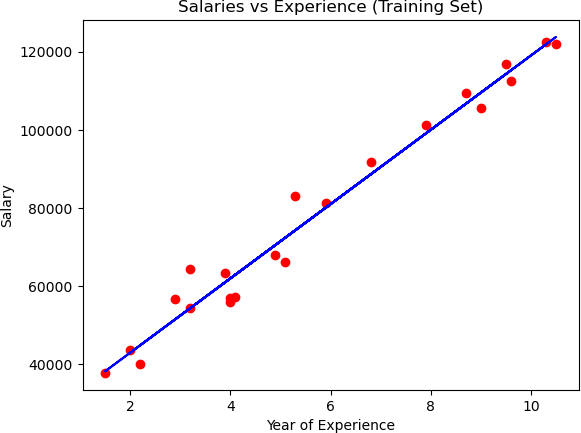 Salaries vs Experience (Training Set)
120000
100000
80000
60000
40000
Salary
2 4 6 8 10
Year of Experience